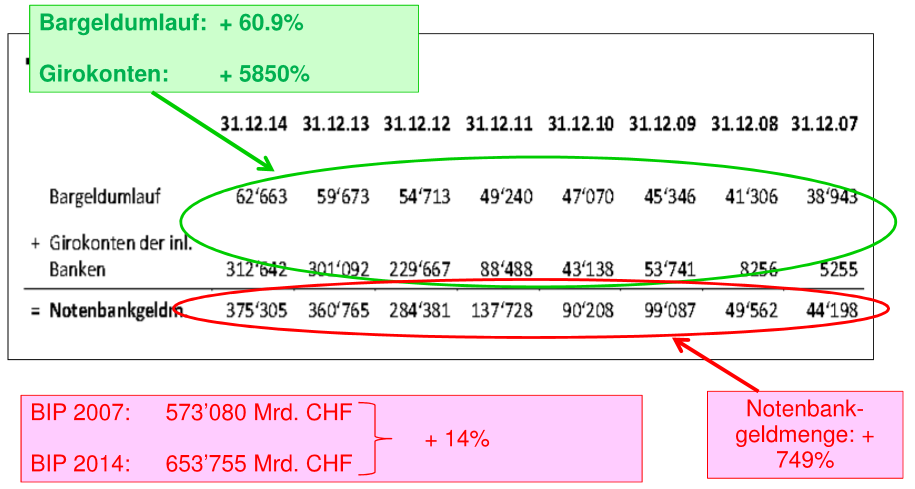 Bargeldumlauf: + 60.9%
Girokonten: + 5850%
31.12.14 31.12.13 31.12.12 31.12.11 31.12.10 31.12.09 31.12.08 31.12.07
Bargeldumlauf 62‘663 59‘673 54‘713 49‘240 47‘070 45‘346 41‘306 38‘943
+ Girokonten der inl.
Banken 312‘642 301‘092 229‘667 88‘488 43‘138 53‘741 8256 5255
= Notenbankgeldm. 375‘305 360‘765 284‘381 137‘728 90‘208 99‘087 49‘562 44‘198
BIP 2007: 573’080 Mrd. CHF
+ 14%
BIP 2014: 653’755 Mrd. CHF
Notenbank-
geldmenge: +
749%